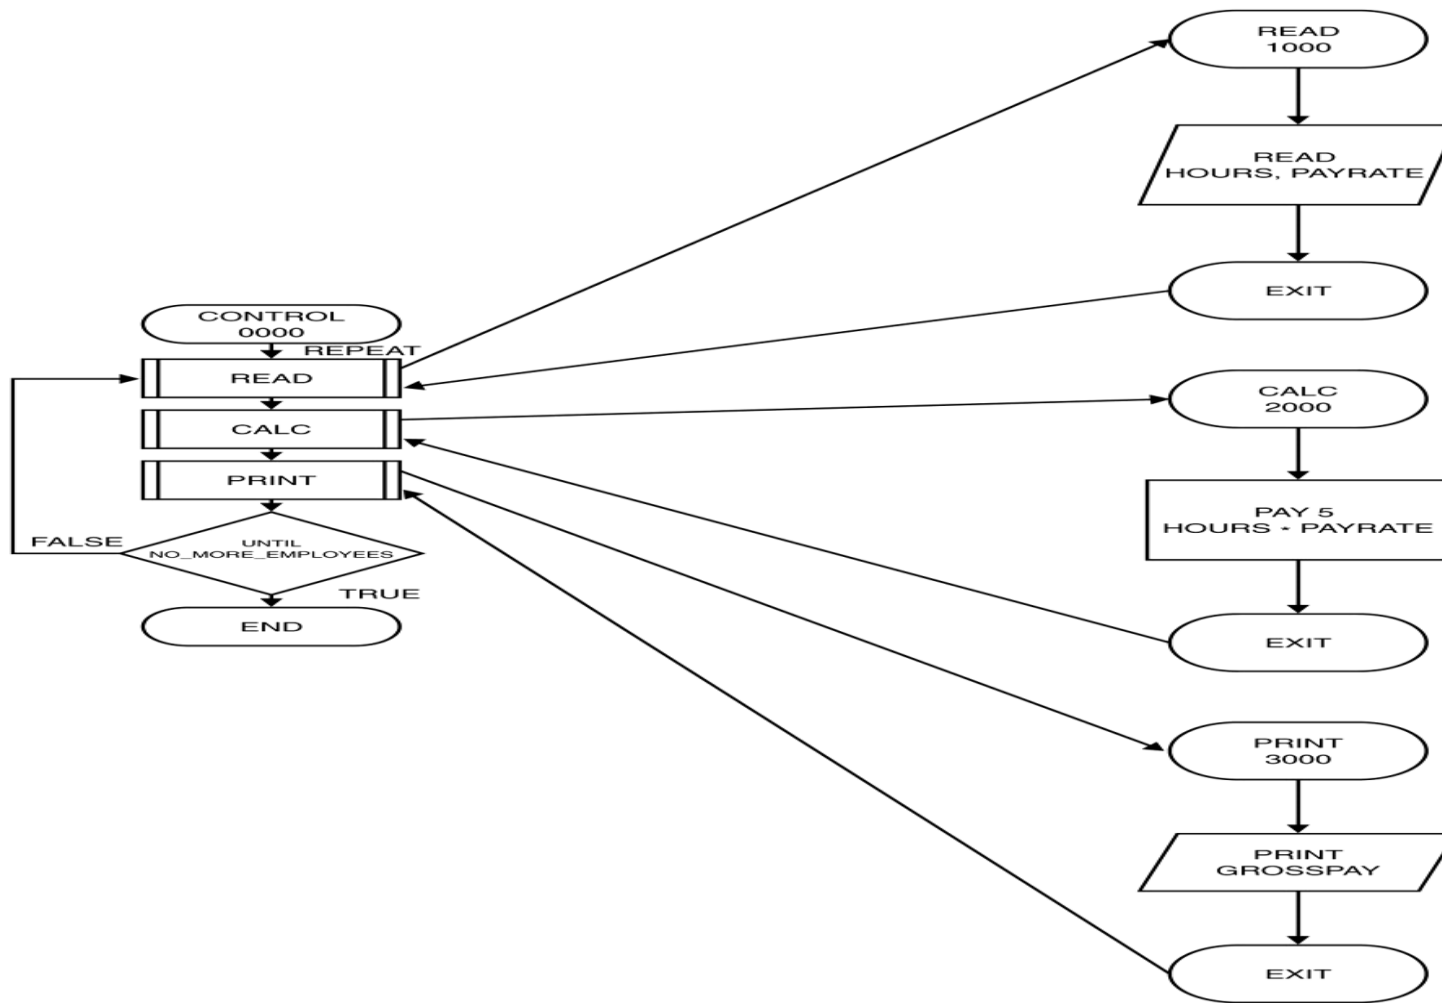 CONTROL
0000
REPEAT
READ
CALC
PRINT
UNTIL
NO_MORE_EMPLOYEES
FALSE
TRUE
END
READ
1000
READ
HOURS, PAYRATE
EXIT
CALC
2000
PAY 5
HOURS * PAYRATE
EXIT
PRINT
3000
PRINT
GROSSPAY
EXIT